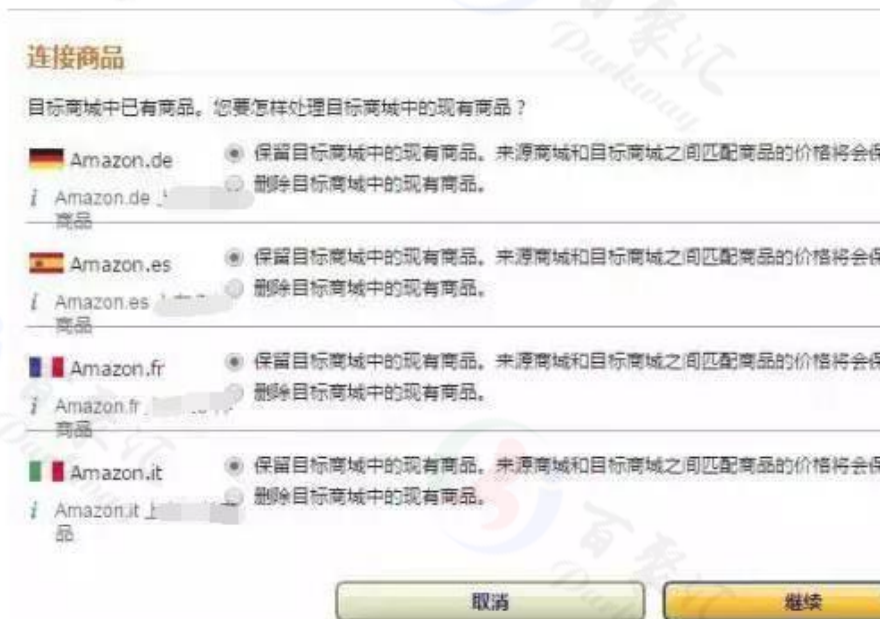 百聚汇
Parkway
连接商品
目标商城中已有商品。您要怎样处理目标商城中的现有商品？
Amazon.de
保留目标商城中的现有商品。来源商城和目标商城之间匹配商品的价格将会保
删除目标商城中的现有商品。
i Amazon.de 上
商品
Amazon.es
保留目标商城中的现有商品。来源商城和目标商城之间匹配商品的价格将会保
删除目标商城中的现有商品。
i Amazon.es
商品
Amazon.fr
保留目标商城中的现有商品。来源商城和目标商城之间匹配商品的价格将会保
删除目标商城中的现有商品。
i Amazon.fr
商品
Amazon.it
保留目标商城中的现有商品。来源商城和目标商城之间匹配商品的价格将会保
删除目标商城中的现有商品。
i Amazon.it 上
品
百聚汇
Parkway
取消
继续